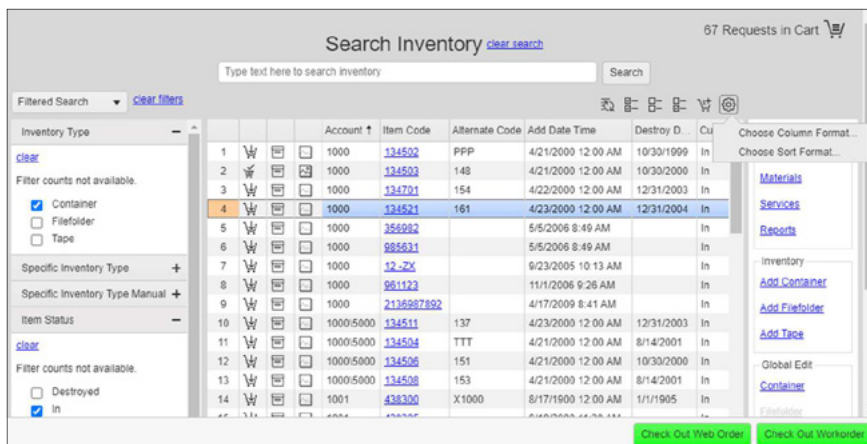 67 Requests in Cart
Search Inventory clear search
Type text here to search inventory Search
Filtered Search clear filters
Inventory Type −
clear
Filter counts not available.
Container
Filefolder
Tape
Specific Inventory Type +
Specific Inventory Type Manual +
Item Status −
clear
Filter counts not available.
Destroyed
In
Account ↑ Item Code Alternate Code Add Date Time Destroy D... Cu
1 1000 134502 PPP 4/21/2000 12:00 AM 10/30/1999 In
2 1000 134503 148 4/21/2000 12:00 AM 10/30/2000 In
3 1000 134701 154 4/22/2000 12:00 AM 12/31/2003 In
4 1000 134521 161 4/23/2000 12:00 AM 12/31/2004 In
5 1000 356982 5/5/2006 8:49 AM In
6 1000 985631 5/5/2006 8:49 AM In
7 1000 12 -ZX 9/23/2005 10:13 AM In
8 1000 961123 11/1/2006 9:26 AM In
9 1000 2136987892 4/17/2009 8:41 AM In
10 1000\5000 134511 137 4/23/2000 12:00 AM 12/31/2003 In
11 1000\5000 134504 TTT 4/21/2000 12:00 AM 8/14/2001 In
12 1000\5000 134506 151 4/21/2000 12:00 AM 10/30/2000 In
13 1000\5000 134508 153 4/21/2000 12:00 AM 8/14/2001 In
14 1001 438300 X1000 8/17/1900 12:00 AM 1/1/1905 In
Choose Column Format...
Choose Sort Format...
Materials
Services
Reports
Inventory
Add Container
Add Filefolder
Add Tape
Global Edit
Container
Filefolder
Check Out Web Order
Check Out Workorder